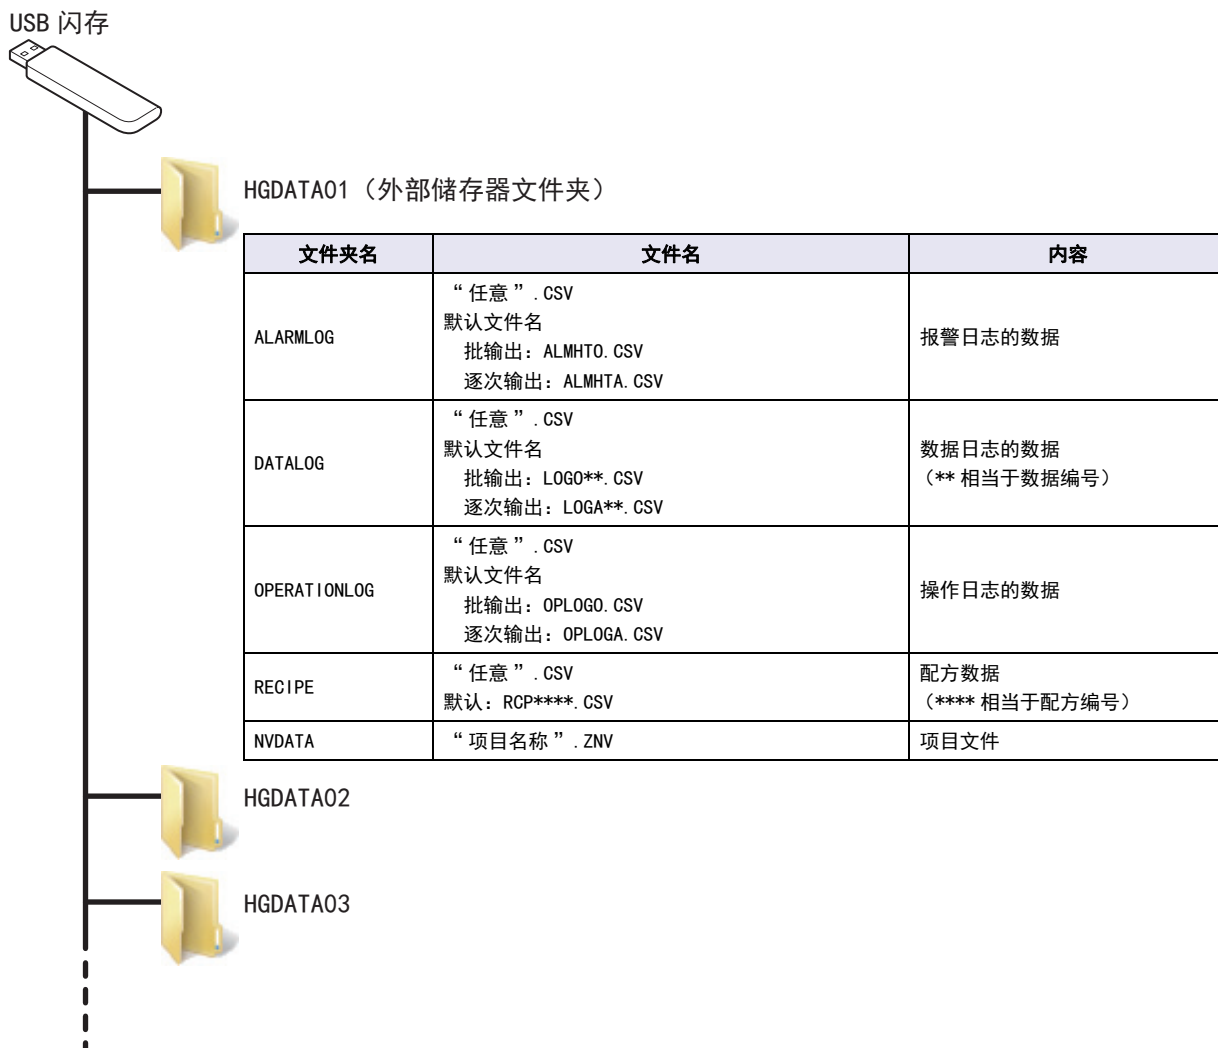 USB 闪存
HGDATA01（外部储存器文件夹）
文件夹名 文件名 内容
ALARMLOG
“任意”.CSV
默认文件名
批输出：ALMHTO.CSV
逐次输出：ALMHTA.CSV
报警日志的数据
DATALOG
“任意”.CSV
默认文件名
批输出：LOGO**.CSV
逐次输出：LOGA**.CSV
数据日志的数据
（** 相当于数据编号）
OPERATIONLOG
“任意”.CSV
默认文件名
批输出：OPLOGO.CSV
逐次输出：OPLOGA.CSV
操作日志的数据
RECIPE
“任意”.CSV
默认：RCP****.CSV
配方数据
（**** 相当于配方编号）
NVDATA
“项目名称”.ZNV
项目文件
HGDATA02
HGDATA03